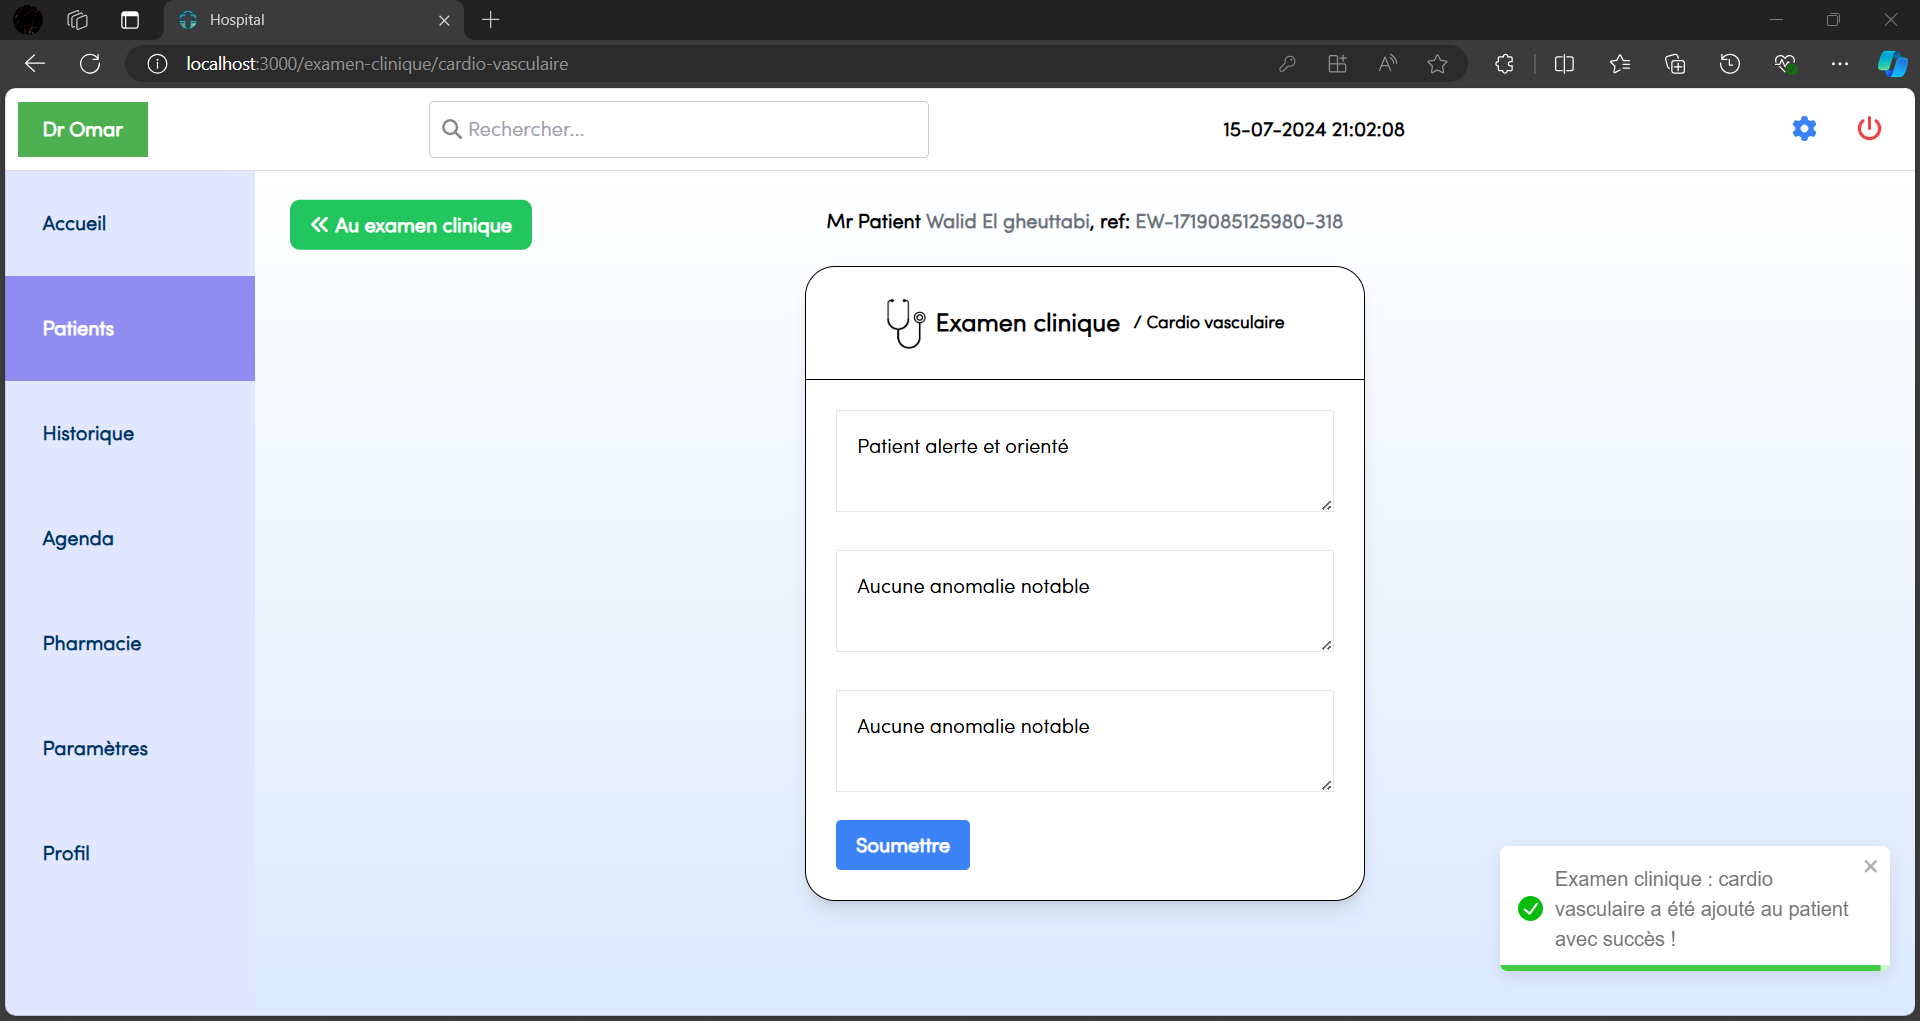 Hospital
localhost:3000/examen-clinique/cardio-vasculaire
Dr Omar
Rechercher...
15-07-2024 21:02:08
Accueil
Patients
Historique
Agenda
Pharmacie
Paramètres
Profil
« Au examen clinique
Mr Patient Walid El gheuttabi, ref: EW-1719085125980-318
Examen clinique / Cardio vasculaire
Patient alerte et orienté
Aucune anomalie notable
Aucune anomalie notable
Soumettre
Examen clinique : cardio
vasculaire a été ajouté au patient
avec succès !